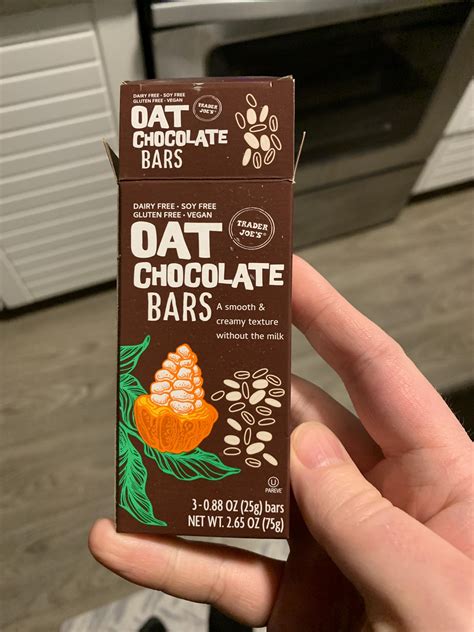 DAIRY FREE • SOY FREE
GLUTEN FREE • VEGAN
TRADER
JOE'S
OAT
CHOCOLATE
BARS
DAIRY FREE • SOY FREE
GLUTEN FREE • VEGAN
TRADER
JOE'S®
OAT
CHOCOLATE
BARS
A smooth &
creamy texture
without the milk
U
PAREVE
3-0.88 OZ (25g) bars
NET WT. 2.65 OZ (75g)